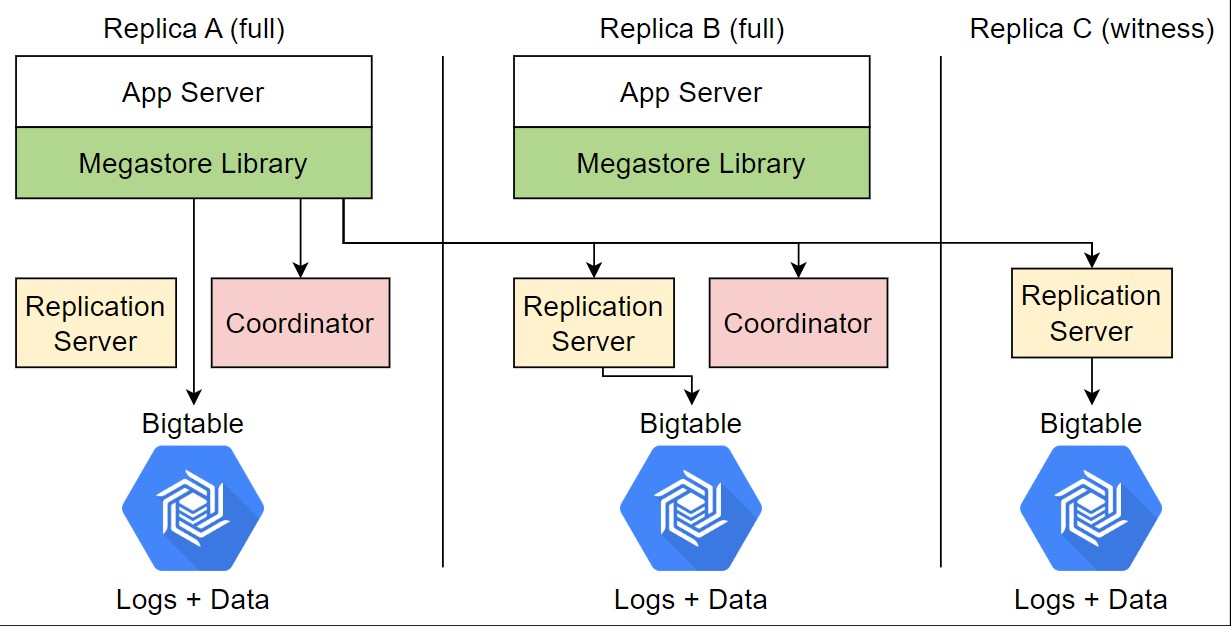 Replica A (full)
Replica B (full)
Replica C (witness)
App Server
App Server
Megastore Library
Megastore Library
Replication
Server
Coordinator
Replication
Server
Coordinator
Replication
Server
Bigtable
Bigtable
Bigtable
Logs + Data
Logs + Data
Logs + Data